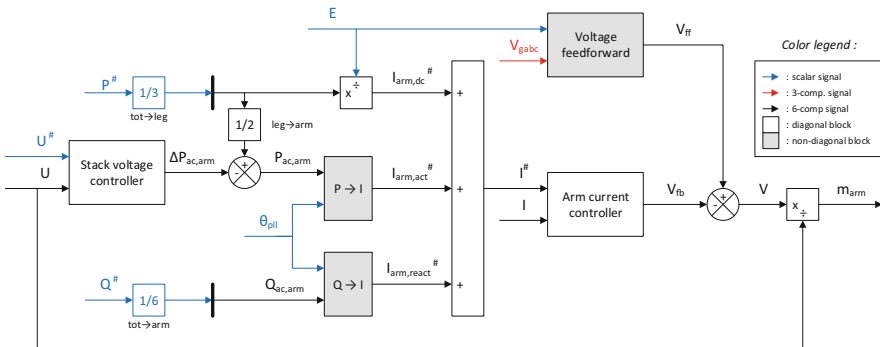 E
Voltage
feedforward
V_gabc
V_ff
Color legend :
: scalar signal
: 3-comp. signal
: 6-comp signal
: diagonal block
: non-diagonal block
P^#
1/3
tot→leg
x ÷
I_arm,dc^#
+
1/2
leg→arm
U^#
U
Stack voltage
controller
ΔP_ac,arm
+
-
P_ac,arm
P → I
I_arm,act^#
+
I^#
I
Arm current
controller
V_fb
+
-
V
x ÷
m_arm
θ_pll
Q^#
1/6
tot→arm
Q_ac,arm
Q → I
I_arm,react^#
+